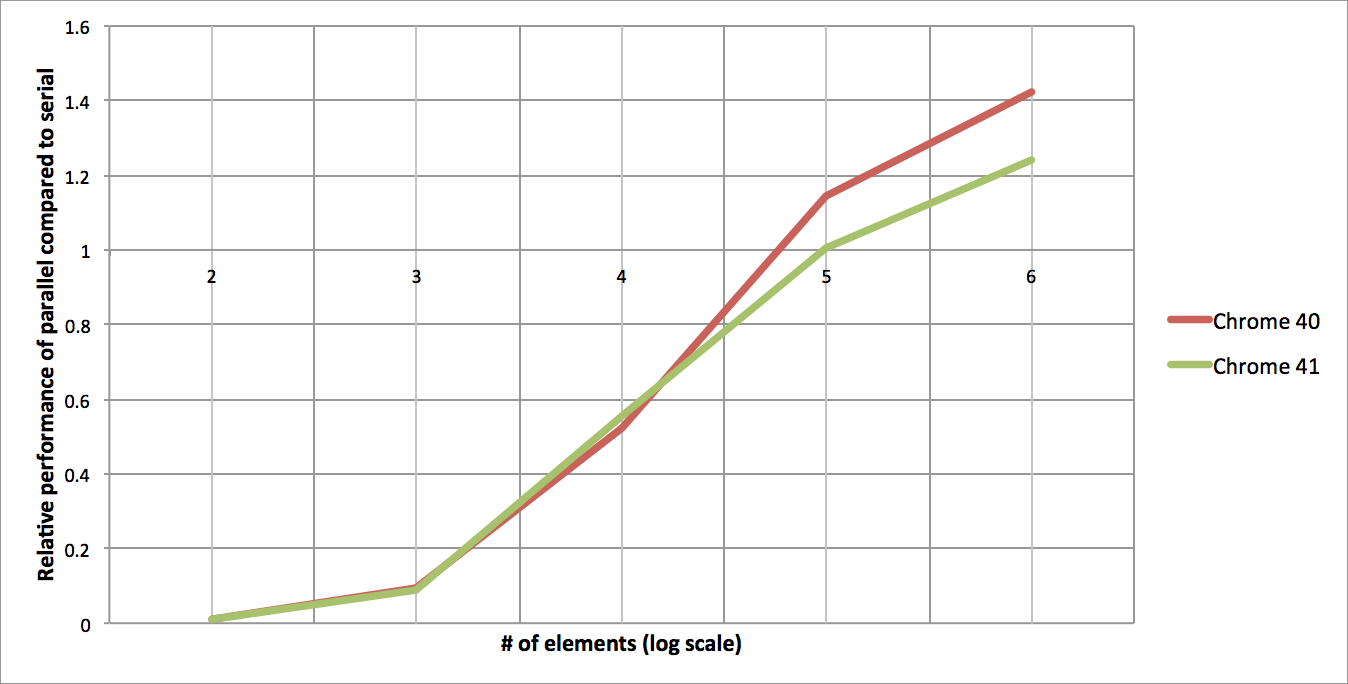 1.6
1.4
1.2
1
0.8
0.6
0.4
0.2
0
Relative performance of parallel compared to serial
2 3 4 5 6
# of elements (log scale)
Chrome 40
Chrome 41